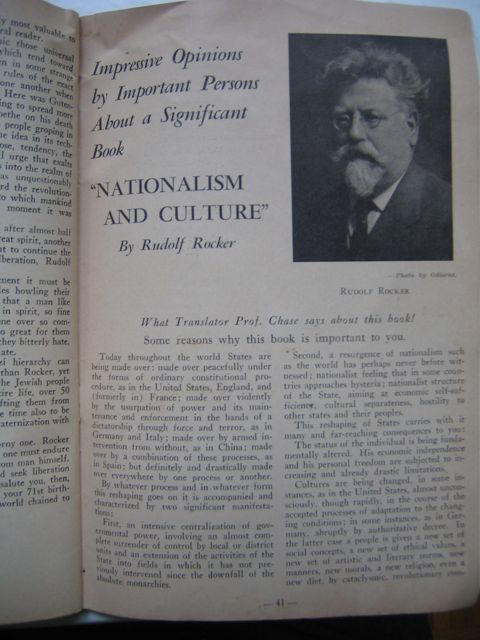 ly most valuable to
ral reader.
nic those universal
which tend toward
en in some strange
rules of the exact
one another when
Here was Guten-
ing to spread more
oethe on his death
people groping in
he idea in its tech-
ose, tendency, the
l urge that exalts
s into the realm of
as unquestionably
rd the revolution-
to which mankind
moment it was
after almost half
reat spirit, another
nt to continue the
iberation, Rudolf
ment it must be
les howling their
that a man like
in spirit, so fine
one over so com-
o great for them
they bitterly hate.
ate.
zi hierarchy can
than Rocker, yet
the Jewish people
tire life, over 50
fting them from
e time also to be
aternization with
orny one. Rocker
one must endure
on man himself.
nd seek liberation
salute you, then,
your 71st birth-
world chained to
Impressive Opinions
by Important Persons
About a Significant
Book
"NATIONALISM
AND CULTURE"
By Rudolf Rocker
—Photo by
RUDOLF ROCKER
What Translator Prof. Chase says about this book!
Some reasons why this book is important to you.
Today throughout the world States are
being made over: made over peacefully under
the forms of ordinary constitutional pro-
cedure, as in the United States, England, and
(formerly in) France; made over violently
by the usurpation of power and its main-
tenance and enforcement in the hands of a
dictatorship through force and terror, as in
Germany and Italy; made over by armed in-
tervention from without, as in China; made
over by a combination of these processes, as
in Spain; but definitely and drastically made
over everywhere by one process or another.
By whatever process and in whatever form
this reshaping goes on it is accompanied and
characterized by two significant manifesta-
tions:
First, an intensive centralization of gov-
ernmental power, involving an almost com-
plete surrender of control by local or district
units and an extension of the activities of the
State into fields in which it has not pre-
viously intervened since the downfall of the
absolute monarchies.
Second, a resurgence of nationalism such
as the world has perhaps never before wit-
nessed; nationalist feeling that in some coun-
tries approaches hysteria; nationalist structure
of the State, aiming at economic self-suf-
ficiency, cultural separateness, hostility to
other states and their peoples.
This reshaping of States carries with it
many and far-reaching consequences to you:
The status of the individual is being funda-
mentally altered. His economic independence
and his personal freedom are subjected to in-
creasing and already drastic limitations.
Cultures are being changed, in some in-
stances, as in the United States, almost uncon-
sciously, though rapidly, in the course of the
accepted processes of adaptation to the chang-
ing conditions; in some instances, as in Ger-
many, abruptly by authoritative decree. In
the latter case a people is given a new set of
social concepts, a new set of ethical values, a
new set of artistic and literary norms, new
manners, new morals, a new religion, even a
new diet, by cataclysmic, revolutionary com-
— 41 —